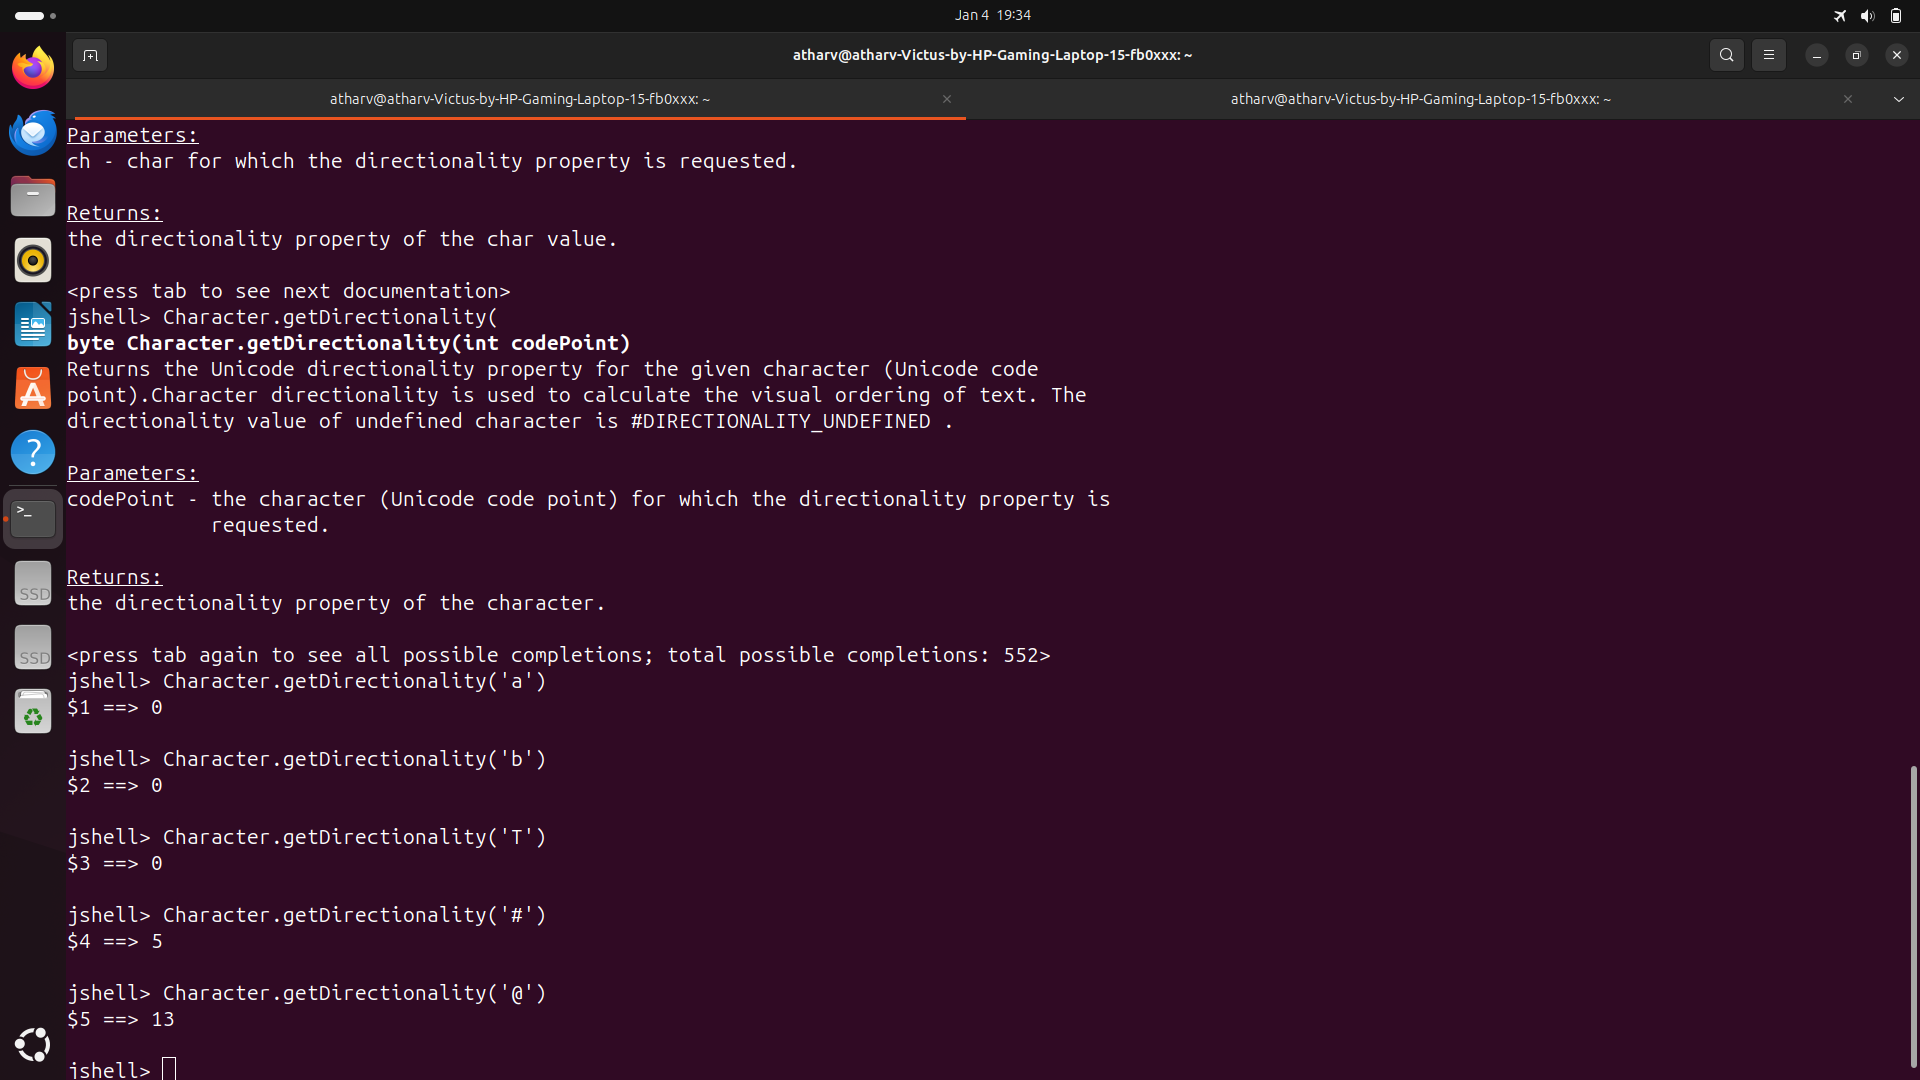 Jan 4 19:34
atharv@atharv-Victus-by-HP-Gaming-Laptop-15-fb0xxx: ~
atharv@atharv-Victus-by-HP-Gaming-Laptop-15-fb0xxx: ~
atharv@atharv-Victus-by-HP-Gaming-Laptop-15-fb0xxx: ~
Parameters:
ch - char for which the directionality property is requested.
Returns:
the directionality property of the char value.
<press tab to see next documentation>
jshell> Character.getDirectionality(
byte Character.getDirectionality(int codePoint)
Returns the Unicode directionality property for the given character (Unicode code
point).Character directionality is used to calculate the visual ordering of text. The
directionality value of undefined character is #DIRECTIONALITY_UNDEFINED .
Parameters:
codePoint - the character (Unicode code point) for which the directionality property is
requested.
Returns:
the directionality property of the character.
<press tab again to see all possible completions; total possible completions: 552>
jshell> Character.getDirectionality('a')
$1 ==> 0
jshell> Character.getDirectionality('b')
$2 ==> 0
jshell> Character.getDirectionality('T')
$3 ==> 0
jshell> Character.getDirectionality('#')
$4 ==> 5
jshell> Character.getDirectionality('@')
$5 ==> 13
jshell>
?
>_
SSD
SSD